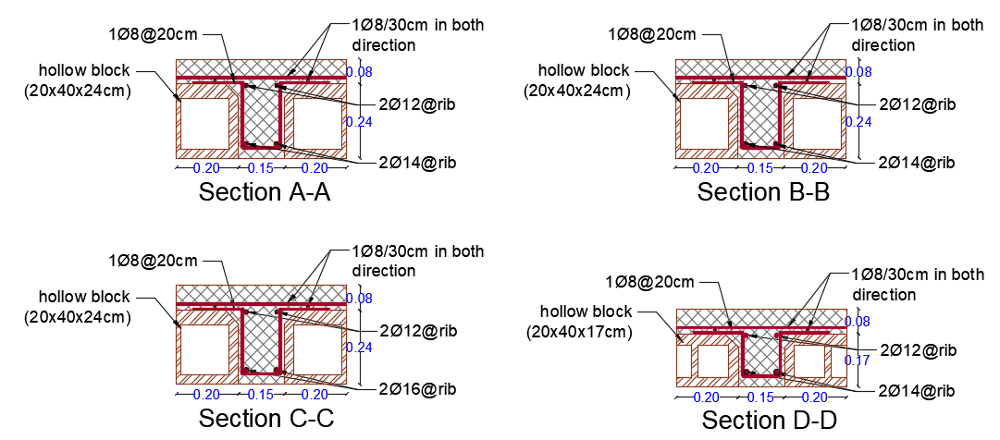 1Ø8@20cm
1Ø8/30cm in both
direction
hollow block
(20x40x24cm)
0.08
2Ø12@rib
0.24
2Ø14@rib
0.20 0.15 0.20
Section A-A
1Ø8@20cm
1Ø8/30cm in both
direction
hollow block
(20x40x24cm)
0.08
2Ø12@rib
0.24
2Ø14@rib
0.20 0.15 0.20
Section B-B
1Ø8@20cm
1Ø8/30cm in both
direction
hollow block
(20x40x24cm)
0.08
2Ø12@rib
0.24
2Ø16@rib
0.20 0.15 0.20
Section C-C
1Ø8@20cm
1Ø8/30cm in both
direction
hollow block
(20x40x17cm)
0.08
2Ø12@rib
0.17
2Ø14@rib
0.20 0.15 0.20
Section D-D